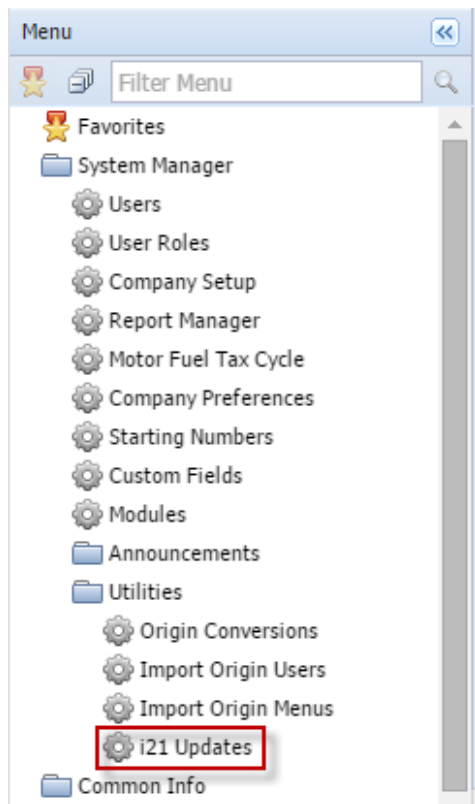 Menu
Filter Menu
Favorites
System Manager
Users
User Roles
Company Setup
Report Manager
Motor Fuel Tax Cycle
Company Preferences
Starting Numbers
Custom Fields
Modules
Announcements
Utilities
Origin Conversions
Import Origin Users
Import Origin Menus
i21 Updates
Common Info